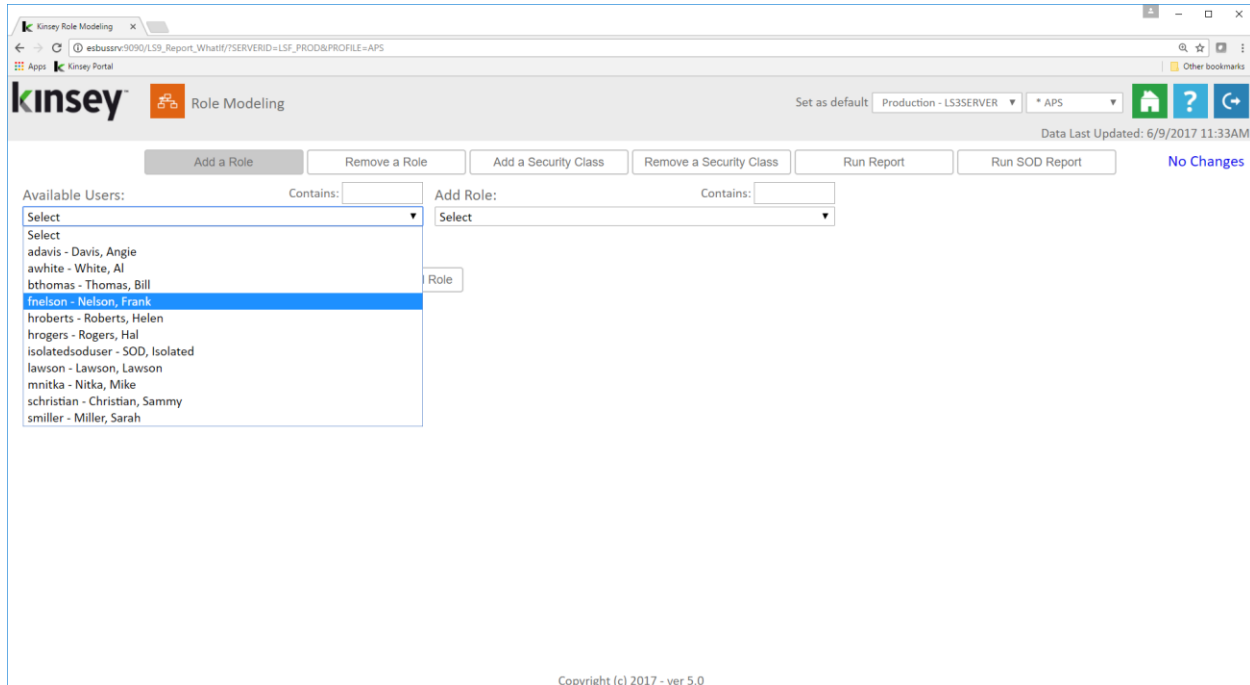 Kinsey Role Modeling
esbussrv:9090/LS9_Report_WhatIf/?SERVERID=LSF_PROD&PROFILE=APS
Apps Kinsey Portal Other bookmarks
kinsey Role Modeling Set as default Production - LS3SERVER * APS ?
Data Last Updated: 6/9/2017 11:33AM
Add a Role Remove a Role Add a Security Class Remove a Security Class Run Report Run SOD Report No Changes
Available Users: Contains: Add Role: Contains:
Select Select
Select
adavis - Davis, Angie
awhite - White, Al
bthomas - Thomas, Bill
Role
fnelson - Nelson, Frank
hroberts - Roberts, Helen
hrogers - Rogers, Hal
isolatedsoduser - SOD, Isolated
lawson - Lawson, Lawson
mnitka - Nitka, Mike
schristian - Christian, Sammy
smiller - Miller, Sarah
Copyright (c) 2017 - ver 5.0